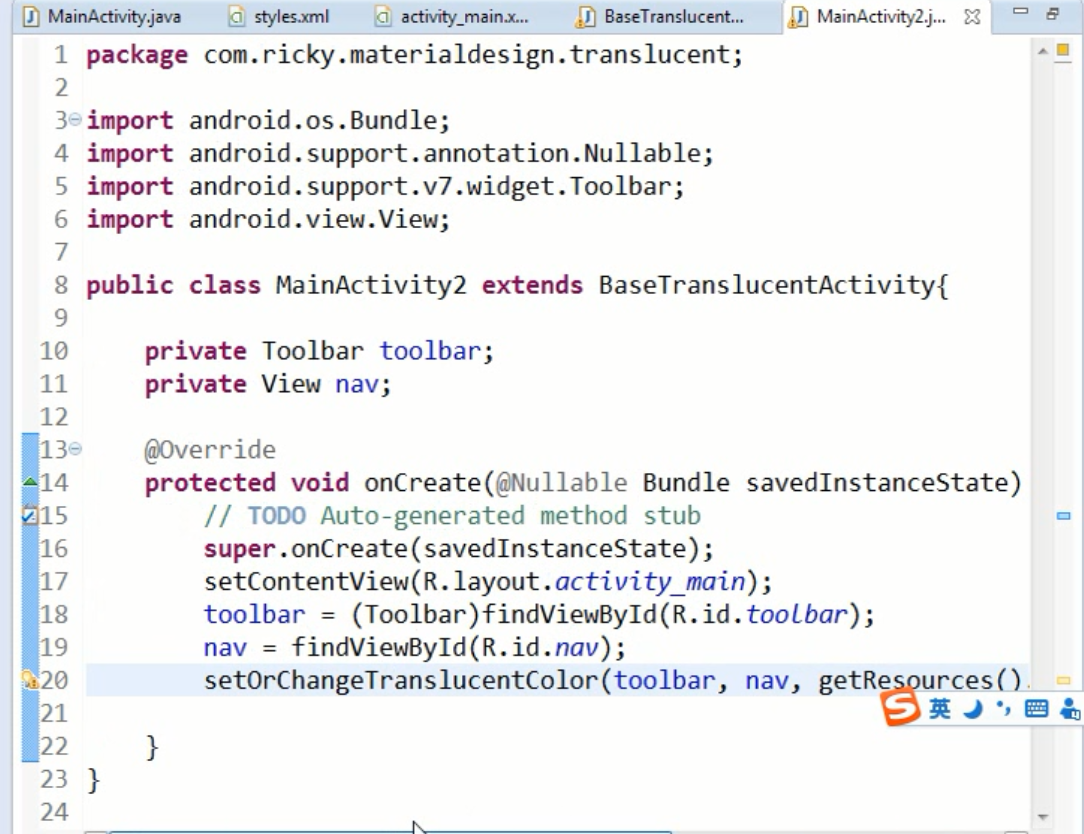 MainActivity.java styles.xml activity_main.x... BaseTranslucent... MainActivity2.j...
1 package com.ricky.materialdesign.translucent;
2
3 import android.os.Bundle;
4 import android.support.annotation.Nullable;
5 import android.support.v7.widget.Toolbar;
6 import android.view.View;
7
8 public class MainActivity2 extends BaseTranslucentActivity{
9
10 private Toolbar toolbar;
11 private View nav;
12
13 @Override
14 protected void onCreate(@Nullable Bundle savedInstanceState)
15 // TODO Auto-generated method stub
16 super.onCreate(savedInstanceState);
17 setContentView(R.layout.activity_main);
18 toolbar = (Toolbar)findViewById(R.id.toolbar);
19 nav = findViewById(R.id.nav);
20 setOrChangeTranslucentColor(toolbar, nav, getResources().
S 英
21
22 }
23 }
24